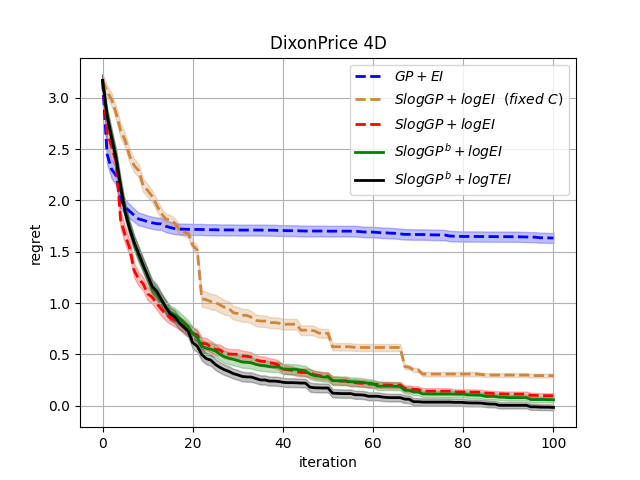 DixonPrice 4D
GP + EI
SlogGP + logEI (fixed C)
SlogGP + logEI
SlogGP^b + logEI
SlogGP^b + logTEI
3.0
2.5
2.0
1.5
1.0
0.5
0.0
regret
0 20 40 60 80 100
iteration